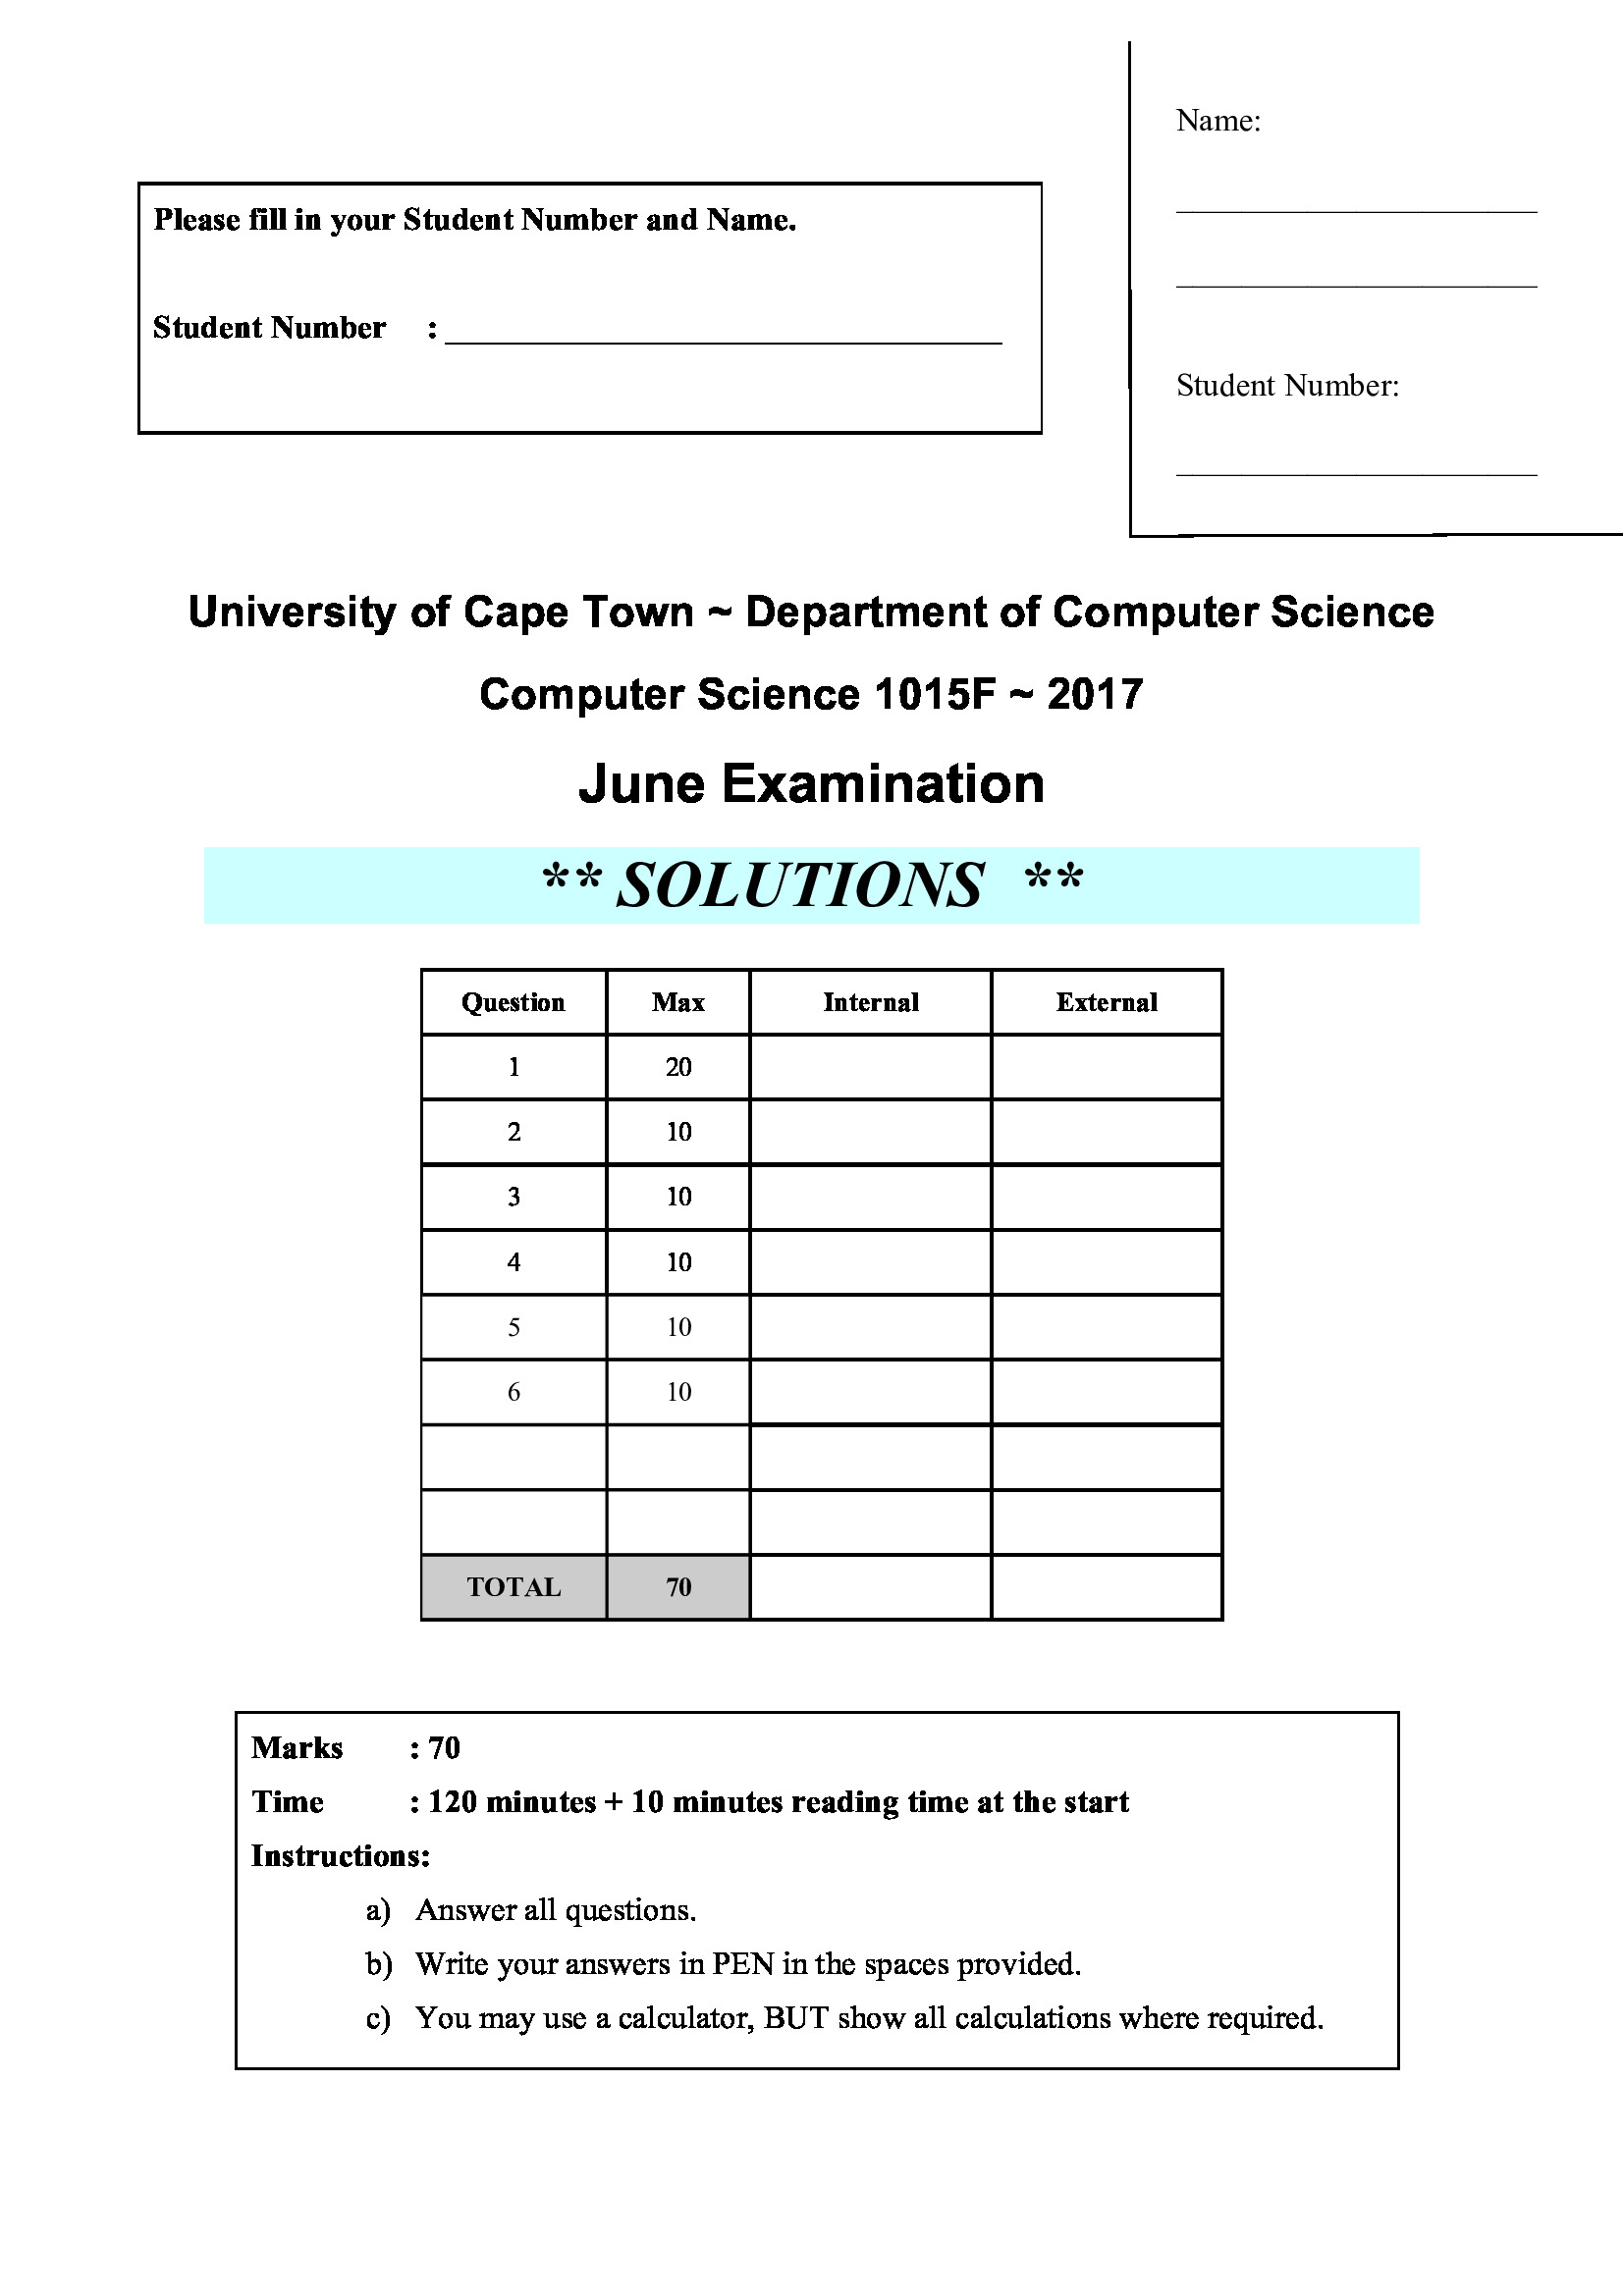 Name:
Please fill in your Student Number and Name.
Student Number : 
Student Number:
University of Cape Town ~ Department of Computer Science
Computer Science 1015F ~ 2017
June Examination
** SOLUTIONS **
Question Max Internal External
1 20
2 10
3 10
4 10
5 10
6 10
TOTAL 70
Marks : 70
Time : 120 minutes + 10 minutes reading time at the start
Instructions:
a) Answer all questions.
b) Write your answers in PEN in the spaces provided.
c) You may use a calculator, BUT show all calculations where required.